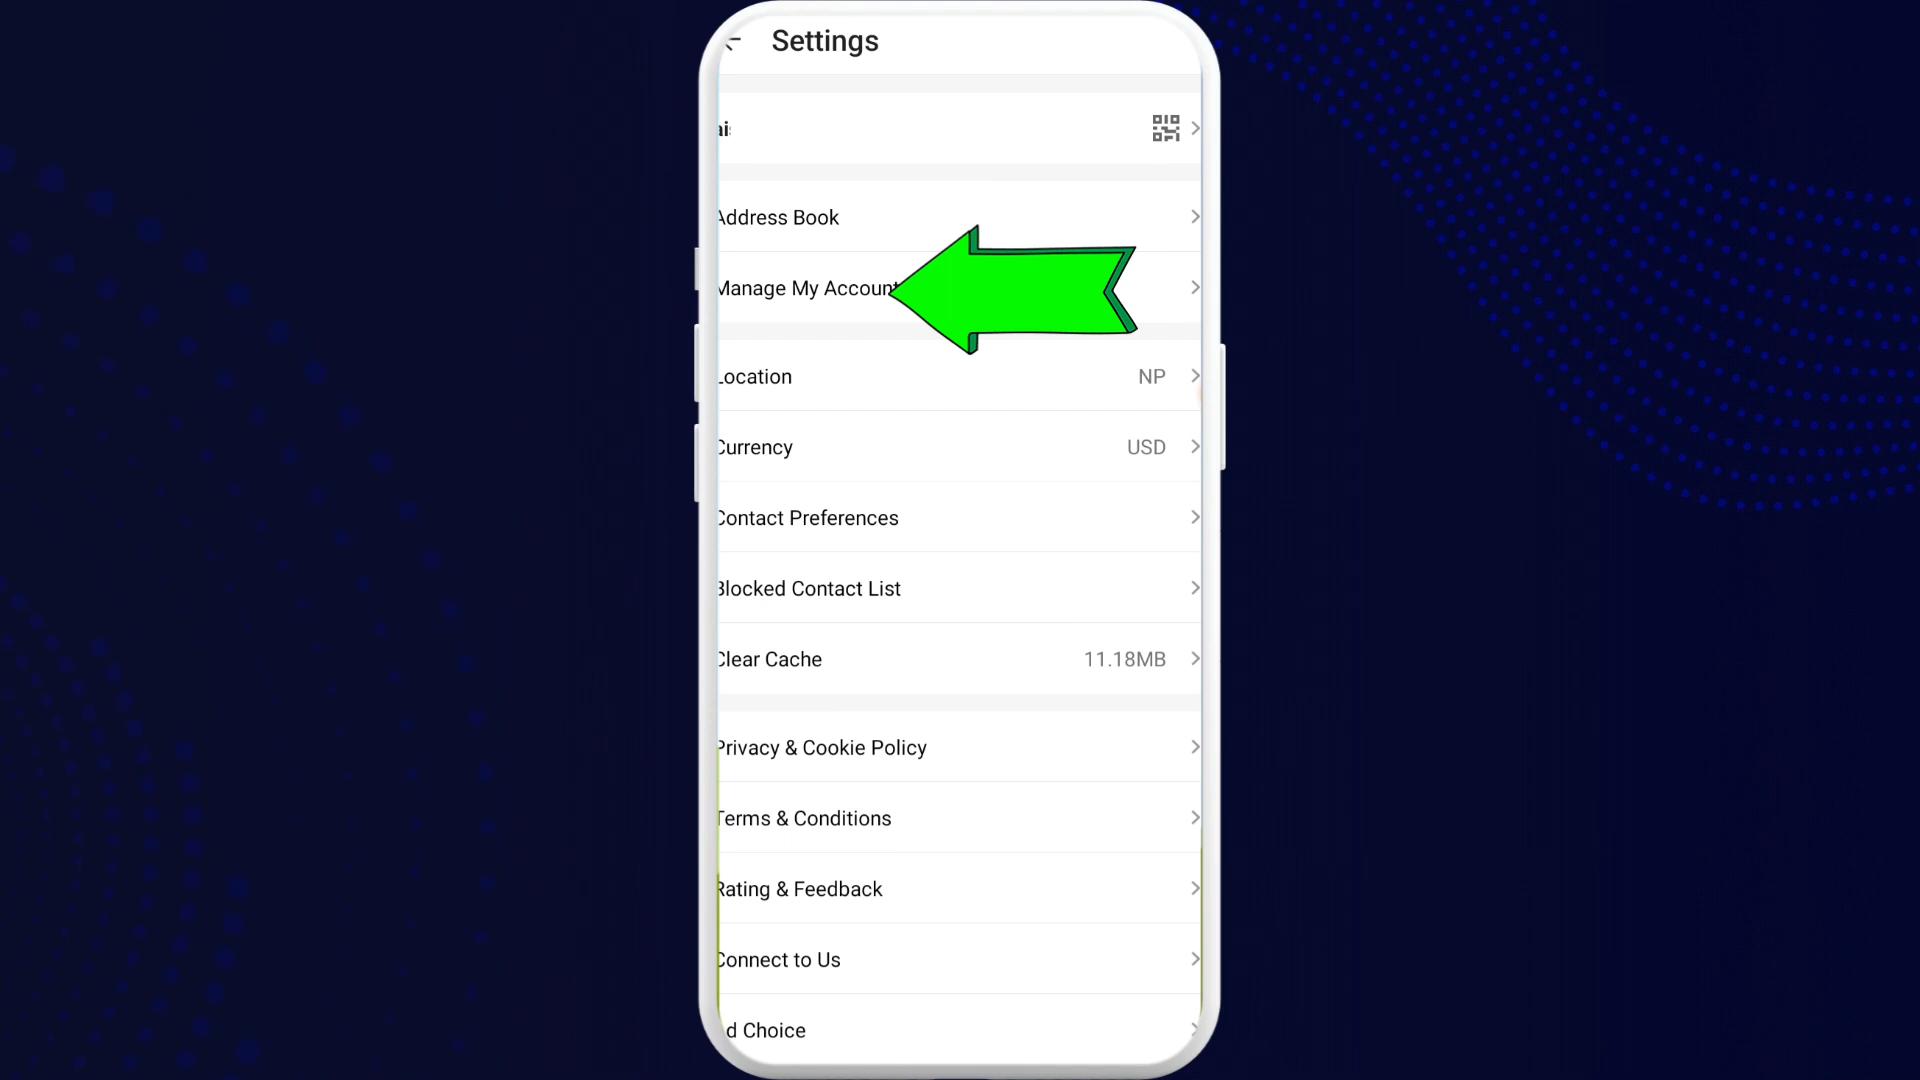 Settings
Address Book
Manage My Account
Location NP
Currency USD
Contact Preferences
Blocked Contact List
Clear Cache 11.18MB
Privacy & Cookie Policy
Terms & Conditions
Rating & Feedback
Connect to Us
d Choice